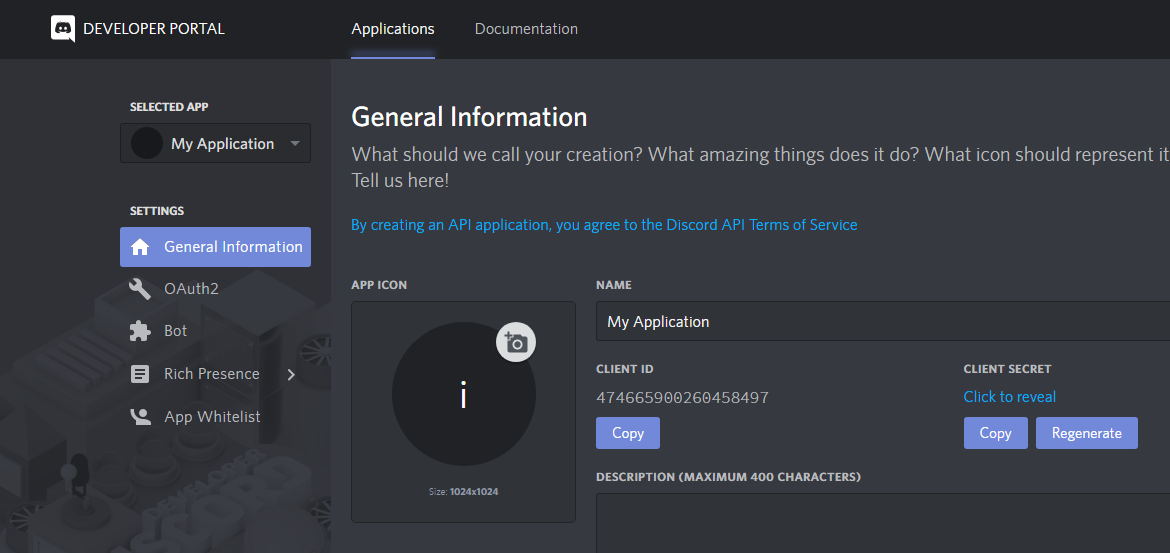 DEVELOPER PORTAL
Applications
Documentation
SELECTED APP
My Application
SETTINGS
General Information
OAuth2
Bot
Rich Presence
App Whitelist
General Information
What should we call your creation? What amazing things does it do? What icon should represent it
Tell us here!
By creating an API application, you agree to the Discord API Terms of Service
APP ICON
i
Size: 1024x1024
NAME
My Application
CLIENT ID
474665900260458497
Copy
CLIENT SECRET
Click to reveal
Copy
Regenerate
DESCRIPTION (MAXIMUM 400 CHARACTERS)